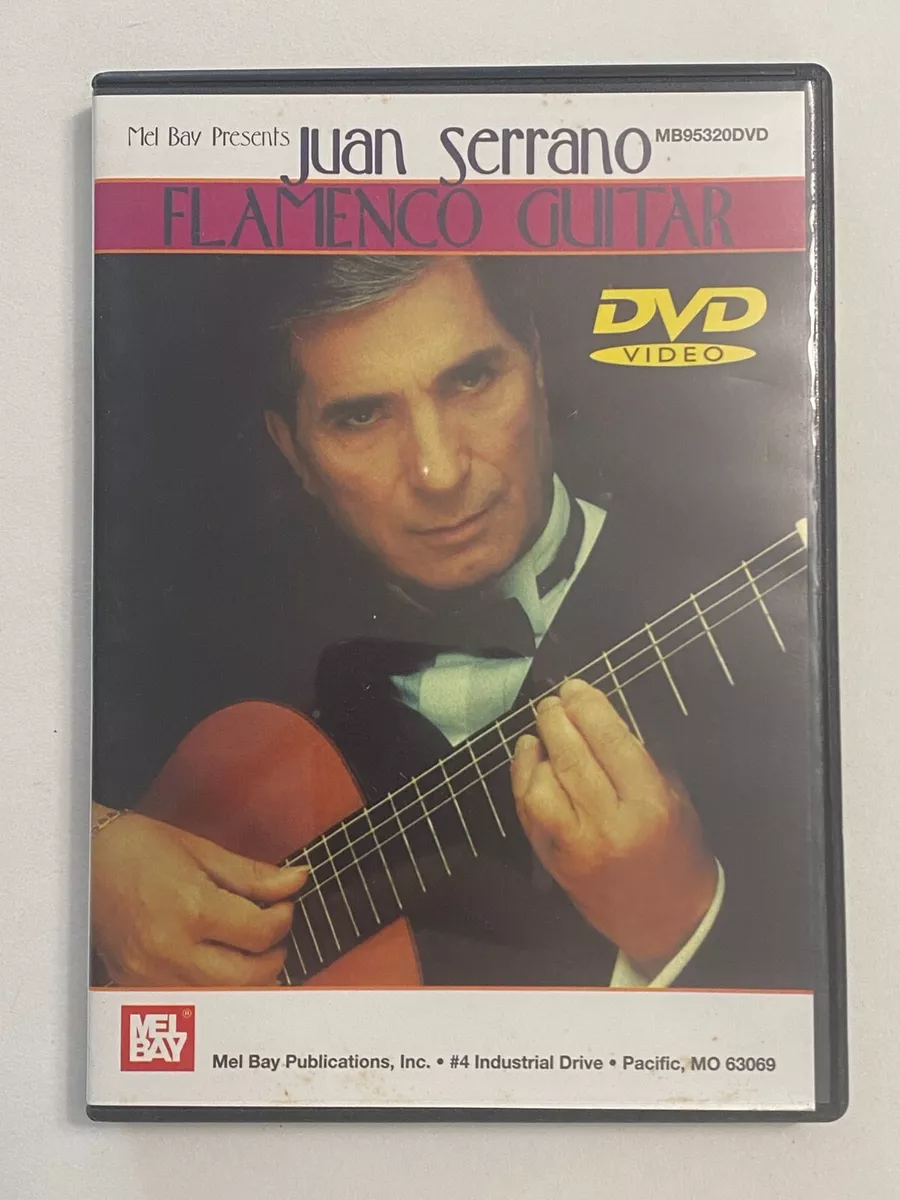 Mel Bay Presents Juan Serrano MB95320DVD
FLAMENCO GUITAR
DVD
VIDEO
MEL BAY ®
Mel Bay Publications, Inc. • #4 Industrial Drive • Pacific, MO 63069